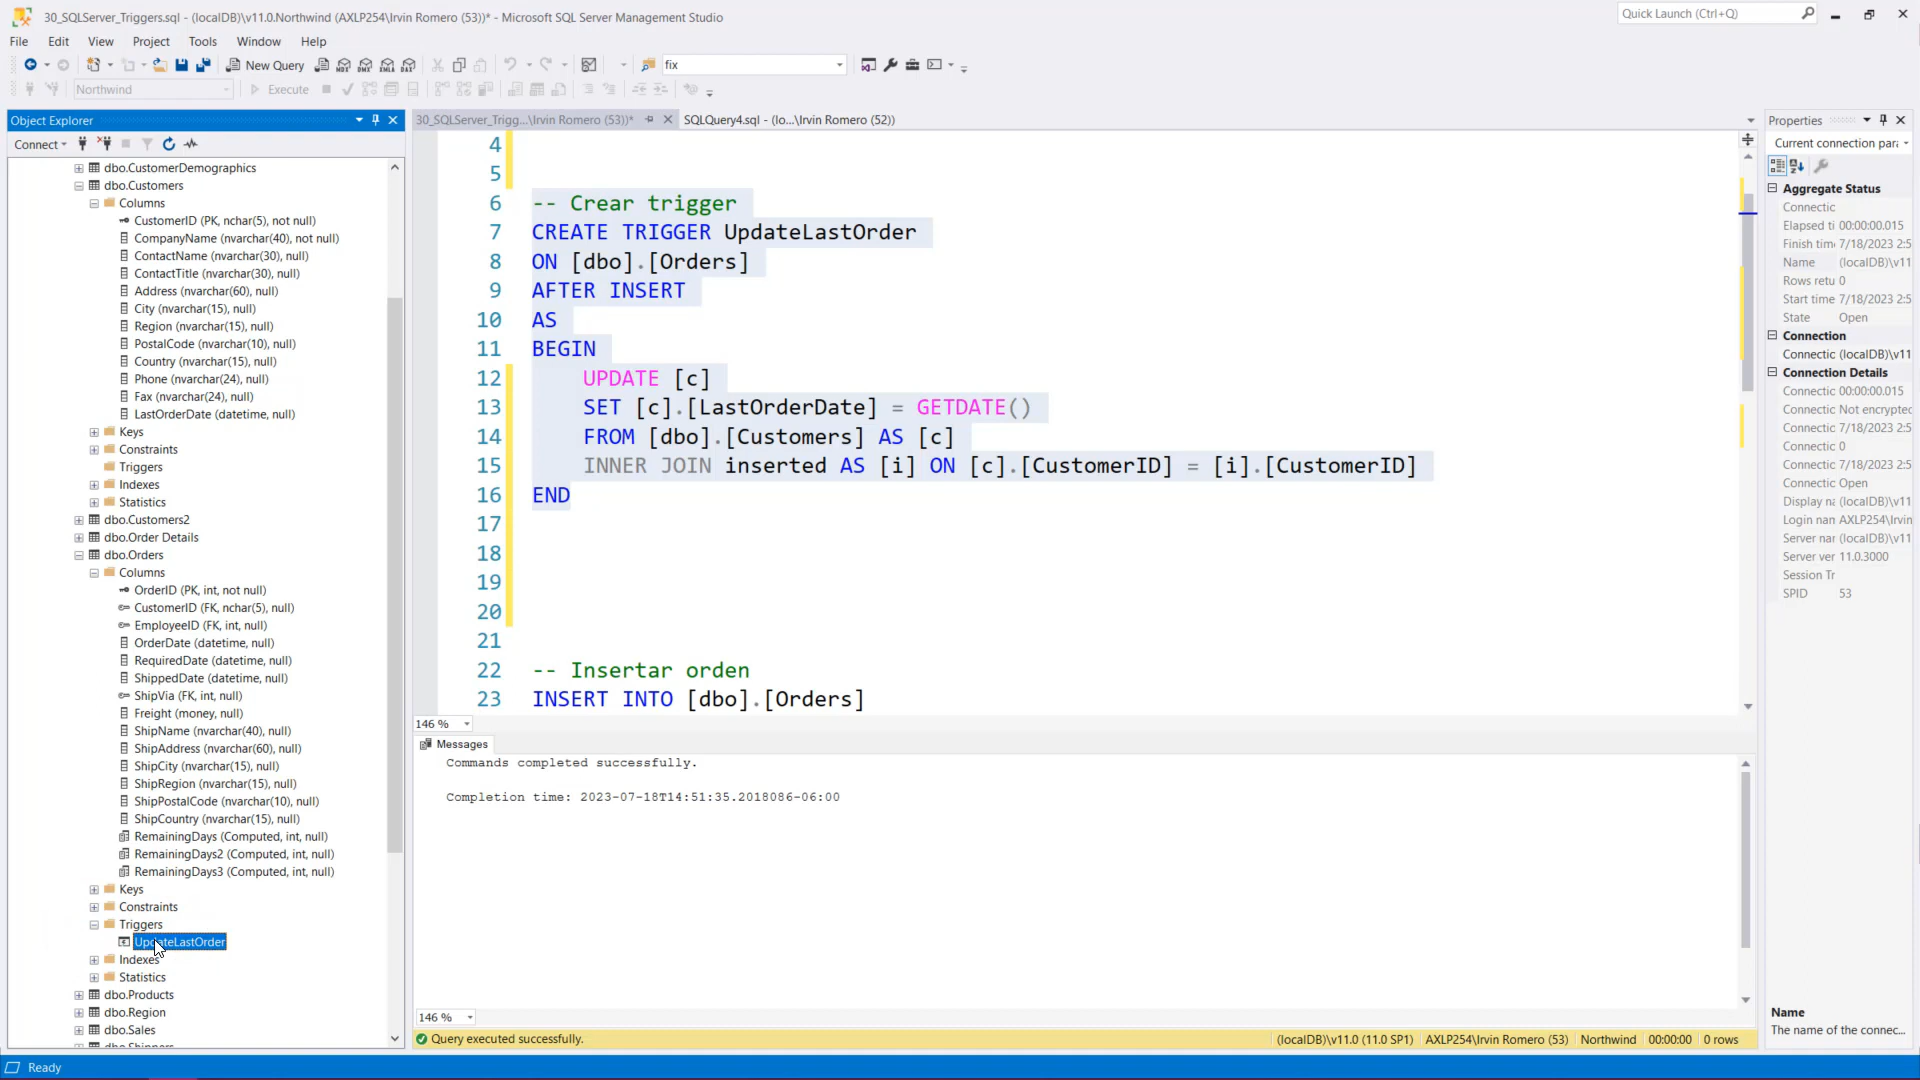 30_SQLServer_Triggers.sql - (localDB)\v11.0.Northwind (AXLP254\Irvin Romero (53))* - Microsoft SQL Server Management Studio
Quick Launch (Ctrl+Q)
File Edit View Project Tools Window Help
New Query
fix
Northwind
Execute
Object Explorer
30_SQLServer_Trigg...\Irvin Romero (53))*
SQLQuery4.sql - (lo...\Irvin Romero (52))
Connect
dbo.CustomerDemographics
dbo.Customers
Columns
CustomerID (PK, nchar(5), not null)
CompanyName (nvarchar(40), not null)
ContactName (nvarchar(30), null)
ContactTitle (nvarchar(30), null)
Address (nvarchar(60), null)
City (nvarchar(15), null)
Region (nvarchar(15), null)
PostalCode (nvarchar(10), null)
Country (nvarchar(15), null)
Phone (nvarchar(24), null)
Fax (nvarchar(24), null)
LastOrderDate (datetime, null)
Keys
Constraints
Triggers
Indexes
Statistics
dbo.Customers2
dbo.Order Details
dbo.Orders
Columns
OrderID (PK, int, not null)
CustomerID (FK, nchar(5), null)
EmployeeID (FK, int, null)
OrderDate (datetime, null)
RequiredDate (datetime, null)
ShippedDate (datetime, null)
ShipVia (FK, int, null)
Freight (money, null)
ShipName (nvarchar(40), null)
ShipAddress (nvarchar(60), null)
ShipCity (nvarchar(15), null)
ShipRegion (nvarchar(15), null)
ShipPostalCode (nvarchar(10), null)
ShipCountry (nvarchar(15), null)
RemainingDays (Computed, int, null)
RemainingDays2 (Computed, int, null)
RemainingDays3 (Computed, int, null)
Keys
Constraints
Triggers
UpdateLastOrder
Indexes
Statistics
dbo.Products
dbo.Region
dbo.Sales
dbo.Shippers
4
5
6 -- Crear trigger
7 CREATE TRIGGER UpdateLastOrder
8 ON [dbo].[Orders]
9 AFTER INSERT
10 AS
11 BEGIN
12 UPDATE [c]
13 SET [c].[LastOrderDate] = GETDATE()
14 FROM [dbo].[Customers] AS [c]
15 INNER JOIN inserted AS [i] ON [c].[CustomerID] = [i].[CustomerID]
16 END
17
18
19
20
21
22 -- Insertar orden
23 INSERT INTO [dbo].[Orders]
146 %
Messages
Commands completed successfully.
Completion time: 2023-07-18T14:51:35.2018086-06:00
146 %
Query executed successfully.
(localDB)\v11.0 (11.0 SP1) AXLP254\Irvin Romero (53) Northwind 00:00:00 0 rows
Properties
Current connection para
Aggregate Status
Connectic
Elapsed ti 00:00:00.015
Finish time 7/18/2023 2:5
Name (localDB)\v11
Rows retu 0
Start time 7/18/2023 2:5
State Open
Connection
Connectic (localDB)\v11
Connection Details
Connectic 00:00:00.015
Connectic Not encrypted
Connectic 7/18/2023 2:5
Connectic 0
Connectic 7/18/2023 2:5
Connectic Open
Display na (localDB)\v11
Login nam AXLP254\Irvin
Server nar (localDB)\v11
Server ver 11.0.3000
Session Tr
SPID 53
Name
The name of the connec...
Ready